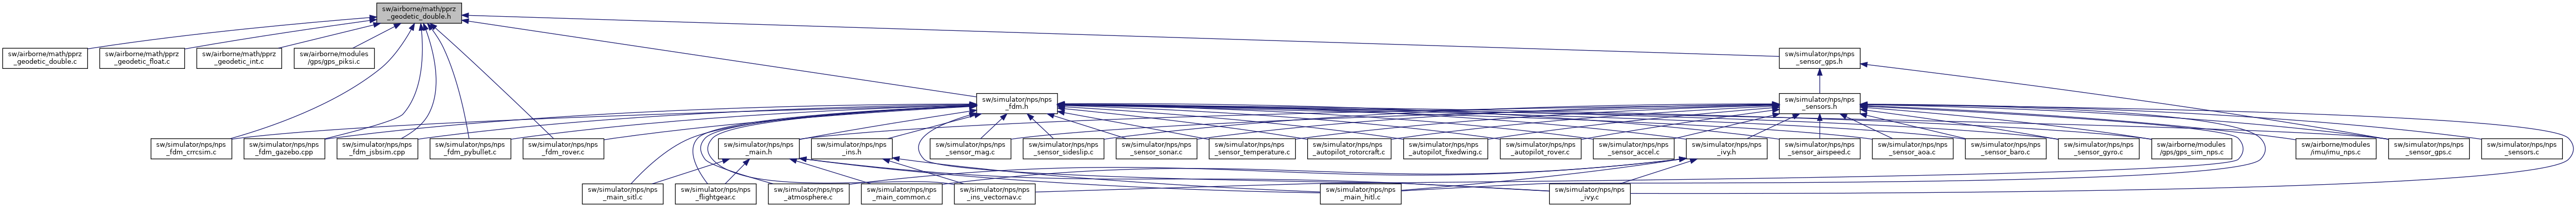 sw/airborne/math/pprz
_geodetic_double.h
sw/airborne/math/pprz
_geodetic_double.c
sw/airborne/math/pprz
_geodetic_float.c
sw/airborne/math/pprz
_geodetic_int.c
sw/airborne/modules
/gps/gps_piksi.c
sw/simulator/nps/nps
_sensor_gps.h
sw/simulator/nps/nps
_fdm.h
sw/simulator/nps/nps
_sensors.h
sw/simulator/nps/nps
_fdm_crrcsim.c
sw/simulator/nps/nps
_fdm_gazebo.cpp
sw/simulator/nps/nps
_fdm_jsbsim.cpp
sw/simulator/nps/nps
_fdm_pybullet.c
sw/simulator/nps/nps
_fdm_rover.c
sw/simulator/nps/nps
_main.h
sw/simulator/nps/nps
_ins.h
sw/simulator/nps/nps
_sensor_mag.c
sw/simulator/nps/nps
_sensor_sideslip.c
sw/simulator/nps/nps
_sensor_sonar.c
sw/simulator/nps/nps
_sensor_temperature.c
sw/simulator/nps/nps
_autopilot_rotorcraft.c
sw/simulator/nps/nps
_autopilot_fixedwing.c
sw/simulator/nps/nps
_autopilot_rover.c
sw/simulator/nps/nps
_sensor_accel.c
sw/simulator/nps/nps
_ivy.h
sw/simulator/nps/nps
_sensor_airspeed.c
sw/simulator/nps/nps
_sensor_aoa.c
sw/simulator/nps/nps
_sensor_baro.c
sw/simulator/nps/nps
_sensor_gyro.c
sw/airborne/modules
/gps/gps_sim_nps.c
sw/airborne/modules
/imu/imu_nps.c
sw/simulator/nps/nps
_sensor_gps.c
sw/simulator/nps/nps
_sensors.c
sw/simulator/nps/nps
_main_sitl.c
sw/simulator/nps/nps
_flightgear.c
sw/simulator/nps/nps
_atmosphere.c
sw/simulator/nps/nps
_main_common.c
sw/simulator/nps/nps
_ins_vectornav.c
sw/simulator/nps/nps
_main_hitl.c
sw/simulator/nps/nps
_ivy.c